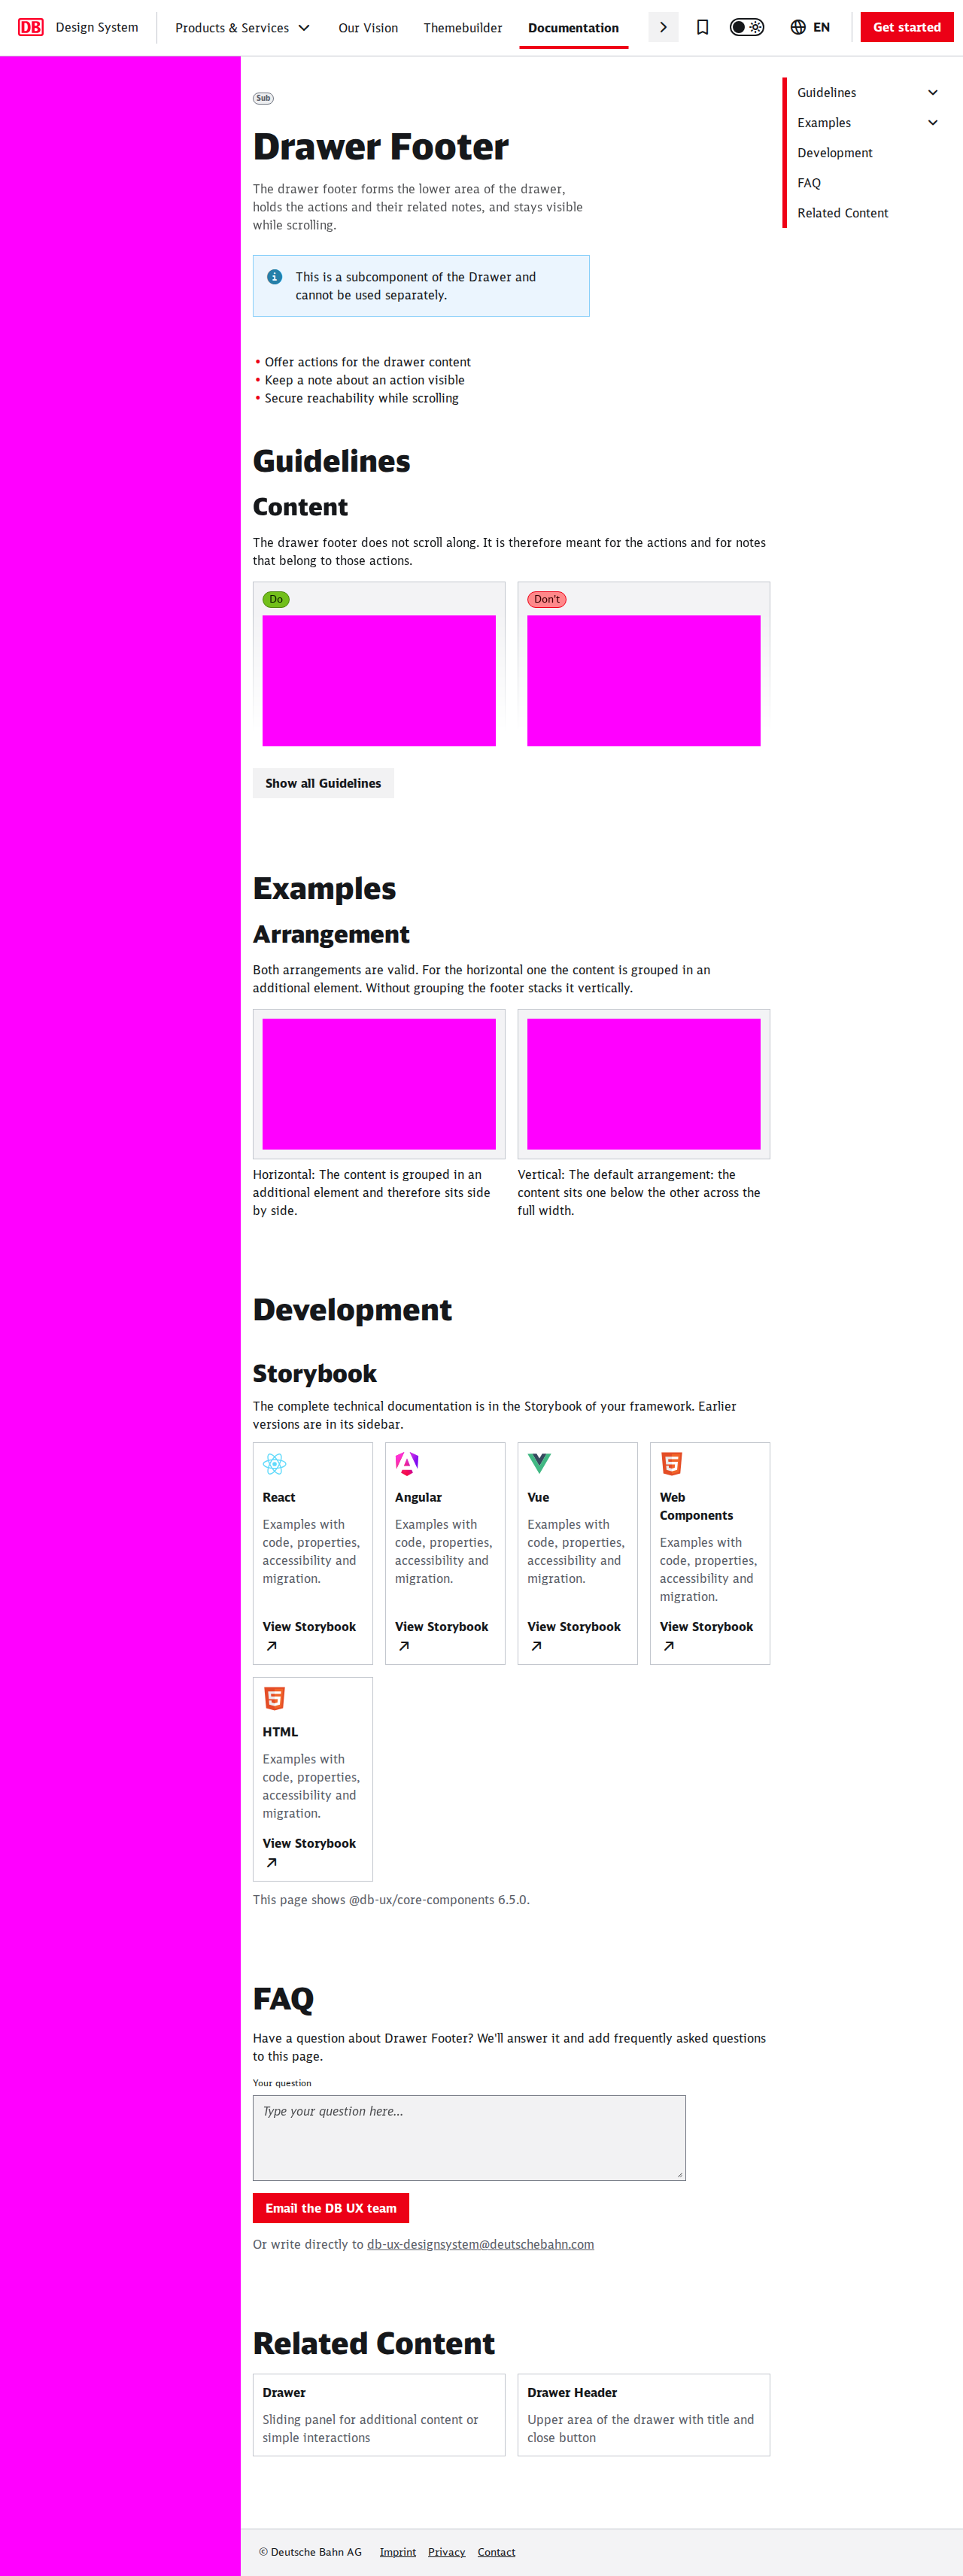 DB Design System Products & Services Our Vision Themebuilder Documentation EN Get started
Guidelines
Examples
Development
FAQ
Related Content
Sub
Drawer Footer
The drawer footer forms the lower area of the drawer,
holds the actions and their related notes, and stays visible
while scrolling.
This is a subcomponent of the Drawer and
cannot be used separately.
• Offer actions for the drawer content
• Keep a note about an action visible
• Secure reachability while scrolling
Guidelines
Content
The drawer footer does not scroll along. It is therefore meant for the actions and for notes
that belong to those actions.
Do
Don't
Show all Guidelines
Examples
Arrangement
Both arrangements are valid. For the horizontal one the content is grouped in an
additional element. Without grouping the footer stacks it vertically.
Horizontal: The content is grouped in an
additional element and therefore sits side
by side.
Vertical: The default arrangement: the
content sits one below the other across the
full width.
Development
Storybook
The complete technical documentation is in the Storybook of your framework. Earlier
versions are in its sidebar.
React
Examples with
code, properties,
accessibility and
migration.
View Storybook
Angular
Examples with
code, properties,
accessibility and
migration.
View Storybook
Vue
Examples with
code, properties,
accessibility and
migration.
View Storybook
Web
Components
Examples with
code, properties,
accessibility and
migration.
View Storybook
HTML
Examples with
code, properties,
accessibility and
migration.
View Storybook
This page shows @db-ux/core-components 6.5.0.
FAQ
Have a question about Drawer Footer? We'll answer it and add frequently asked questions
to this page.
Your question
Type your question here...
Email the DB UX team
Or write directly to db-ux-designsystem@deutschebahn.com
Related Content
Drawer
Sliding panel for additional content or
simple interactions
Drawer Header
Upper area of the drawer with title and
close button
© Deutsche Bahn AG Imprint Privacy Contact